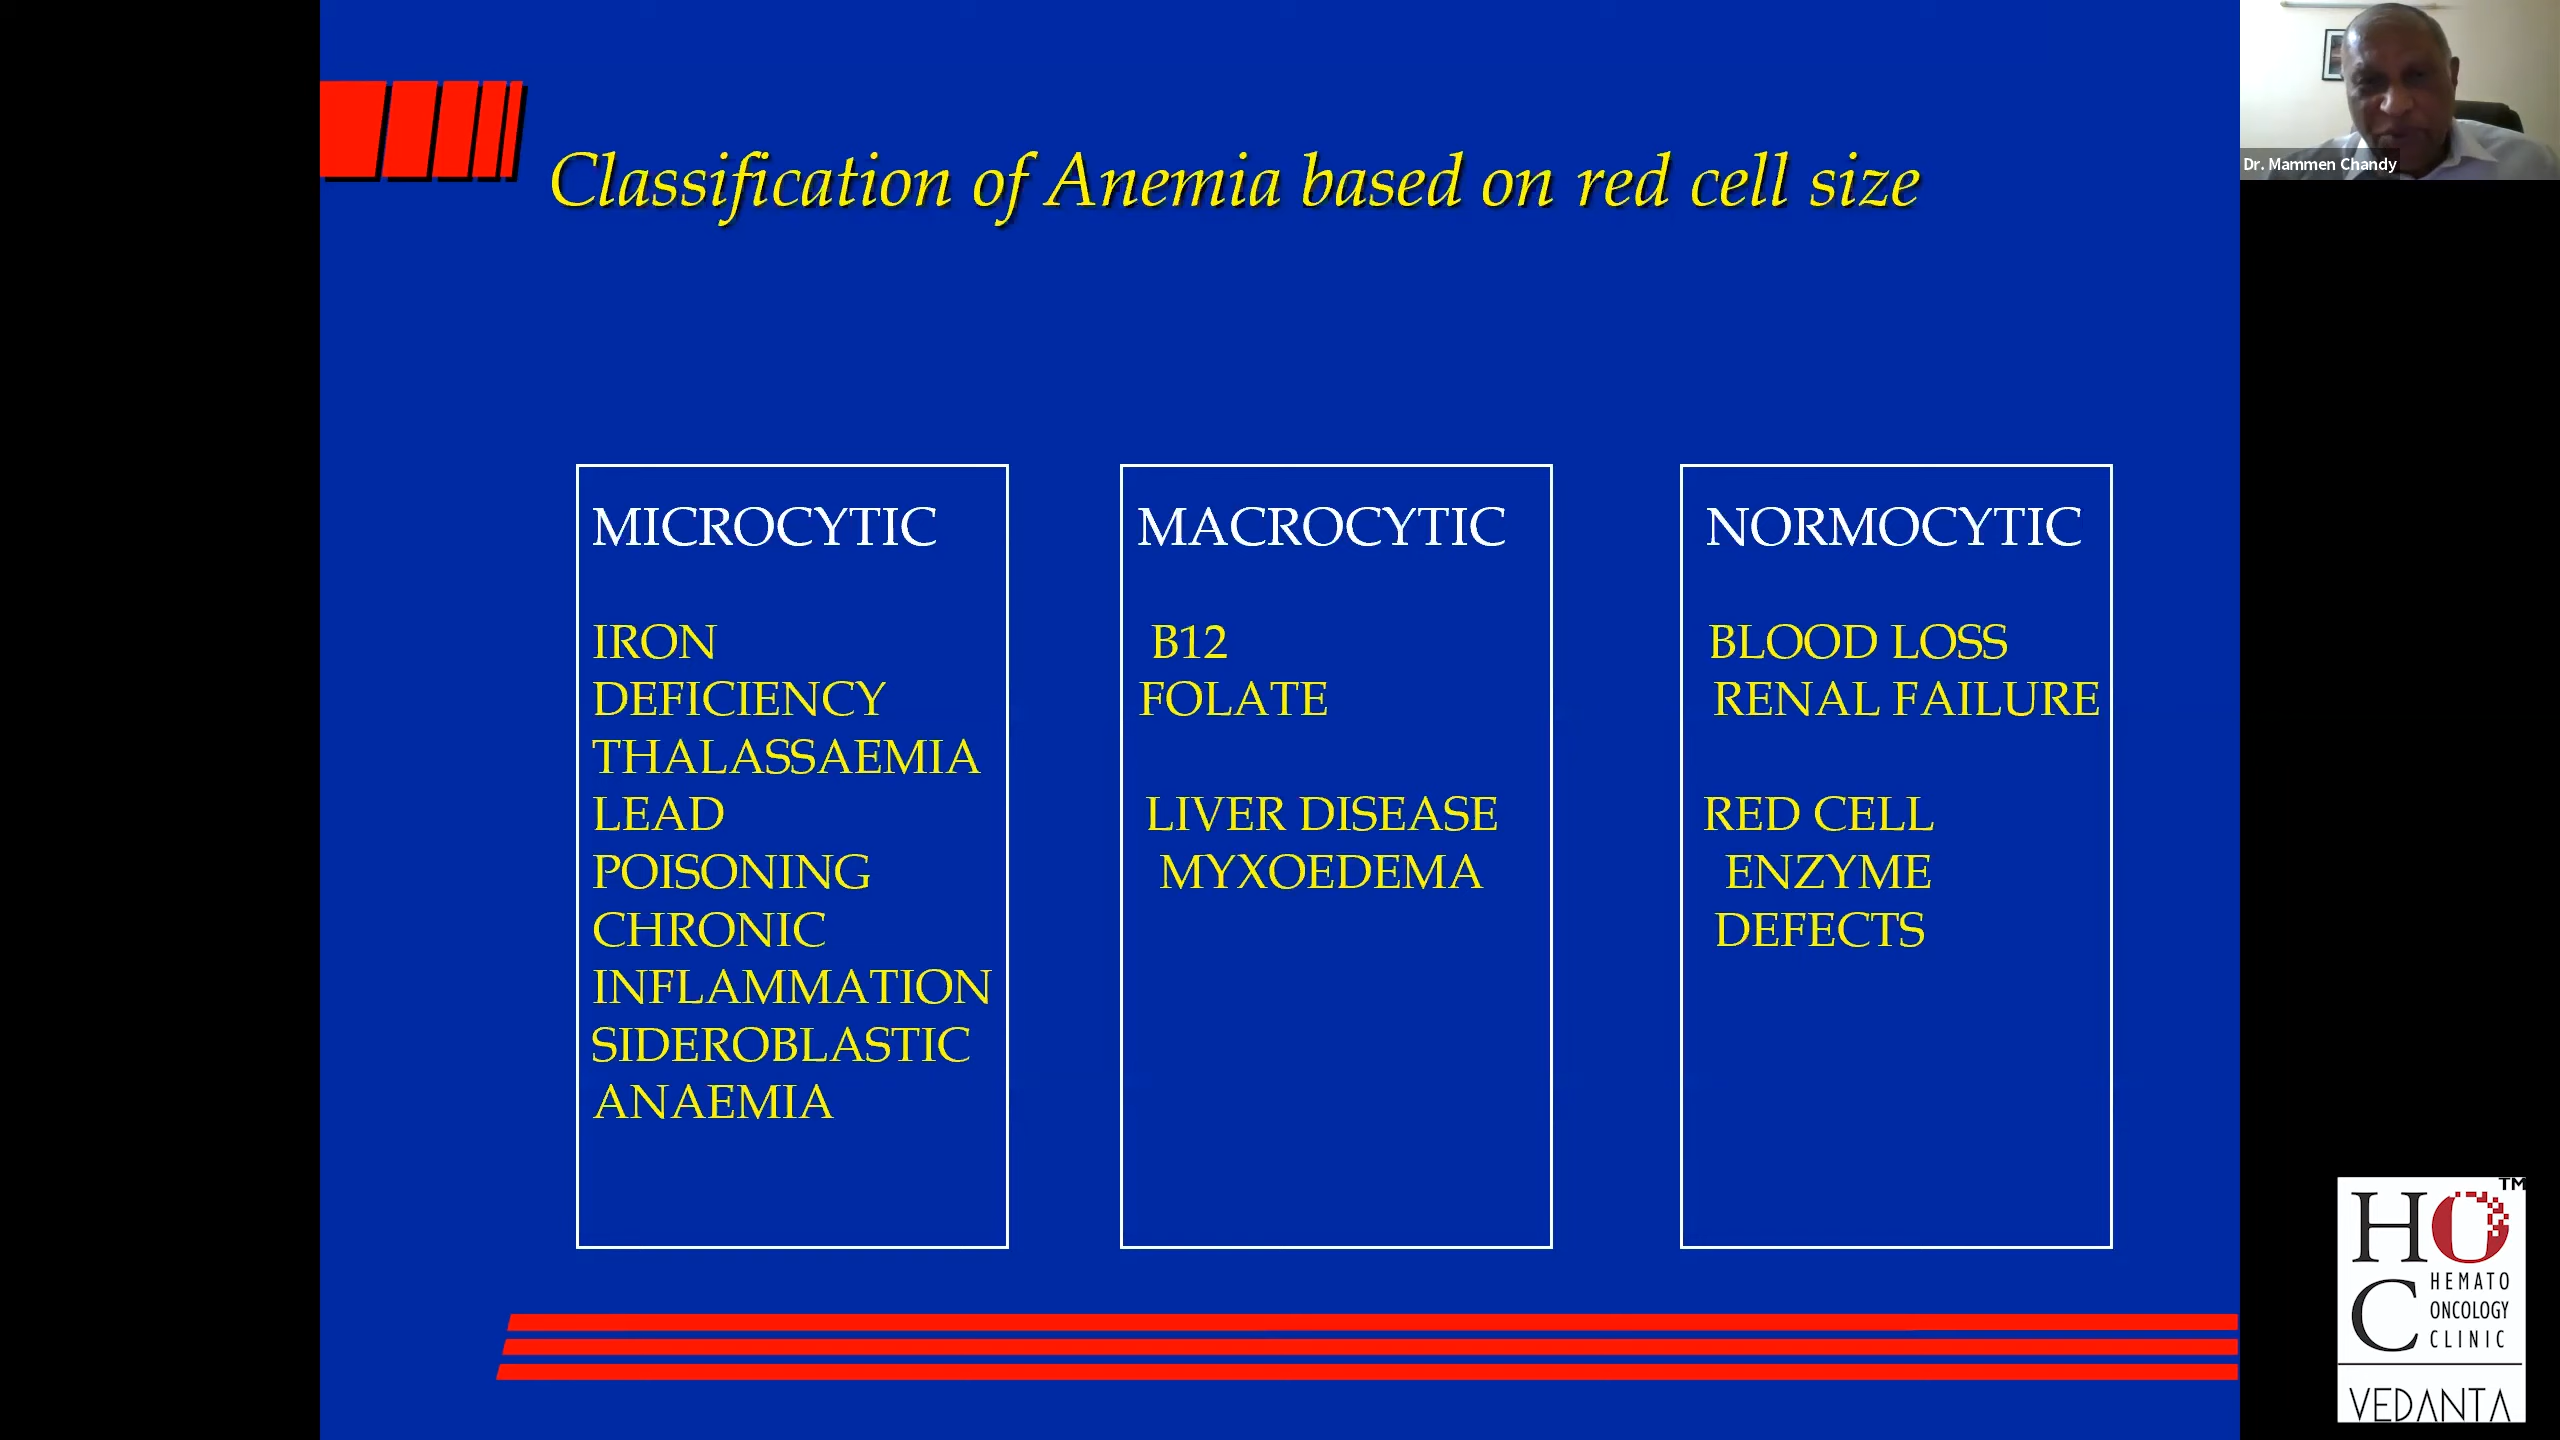 Classification of Anemia based on red cell size
Dr. Mammen Chandy
MICROCYTIC
IRON
DEFICIENCY
THALASSAEMIA
LEAD
POISONING
CHRONIC
INFLAMMATION
SIDEROBLASTIC
ANAEMIA
MACROCYTIC
B12
FOLATE
LIVER DISEASE
MYXOEDEMA
NORMOCYTIC
BLOOD LOSS
RENAL FAILURE
RED CELL
ENZYME
DEFECTS
HOC TM
HEMATO
ONCOLOGY
CLINIC
VEDANTA